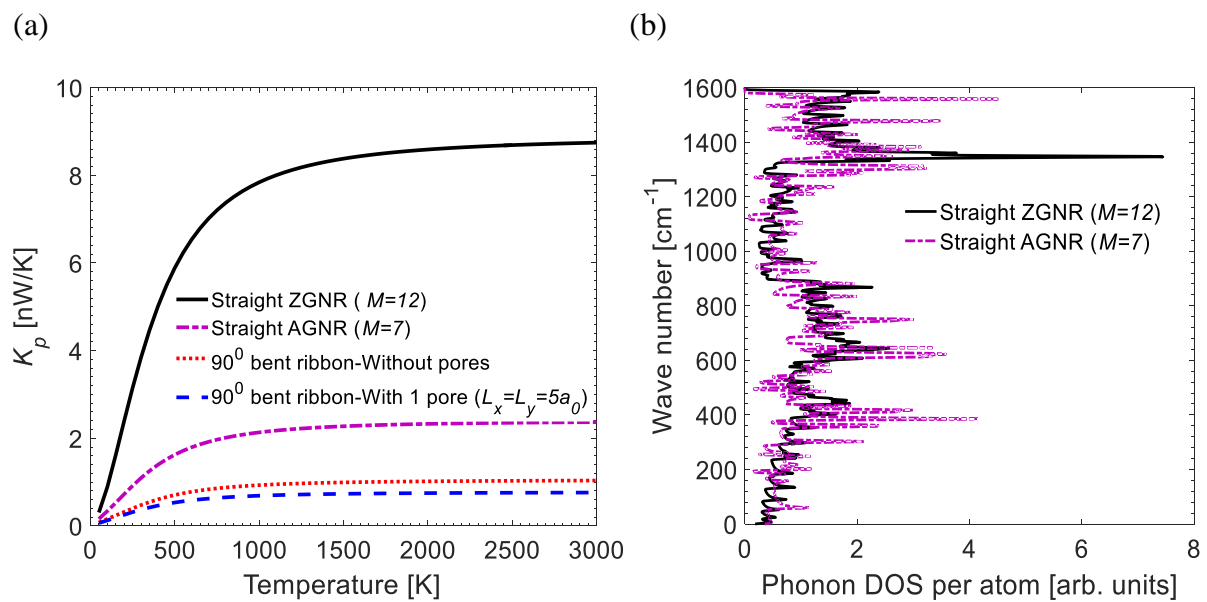 (a)
(b)
10
8
6
4
2
0
K_p [nW/K]
Straight ZGNR ( M=12)
Straight AGNR (M=7)
90⁰ bent ribbon-Without pores
90⁰ bent ribbon-With 1 pore (L_x=L_y=5a_0)
0 500 1000 1500 2000 2500 3000
Temperature [K]
1600
1400
1200
1000
800
600
400
200
0
Wave number [cm⁻¹]
Straight ZGNR (M=12)
Straight AGNR (M=7)
0 2 4 6 8
Phonon DOS per atom [arb. units]